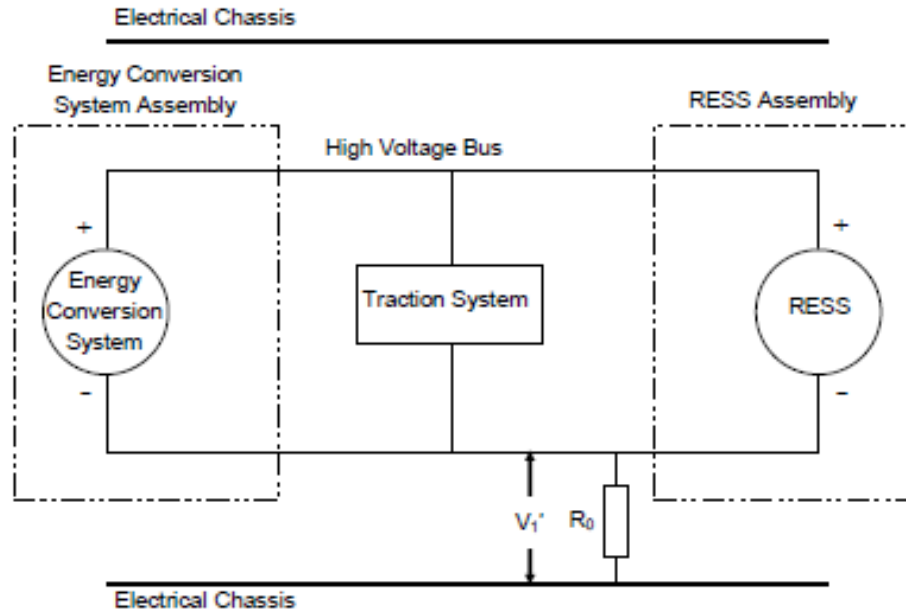 Electrical Chassis
Energy Conversion
System Assembly
RESS Assembly
High Voltage Bus
+
+
Energy
Conversion
System
Traction System
RESS
-
-
V₁'
R₀
Electrical Chassis